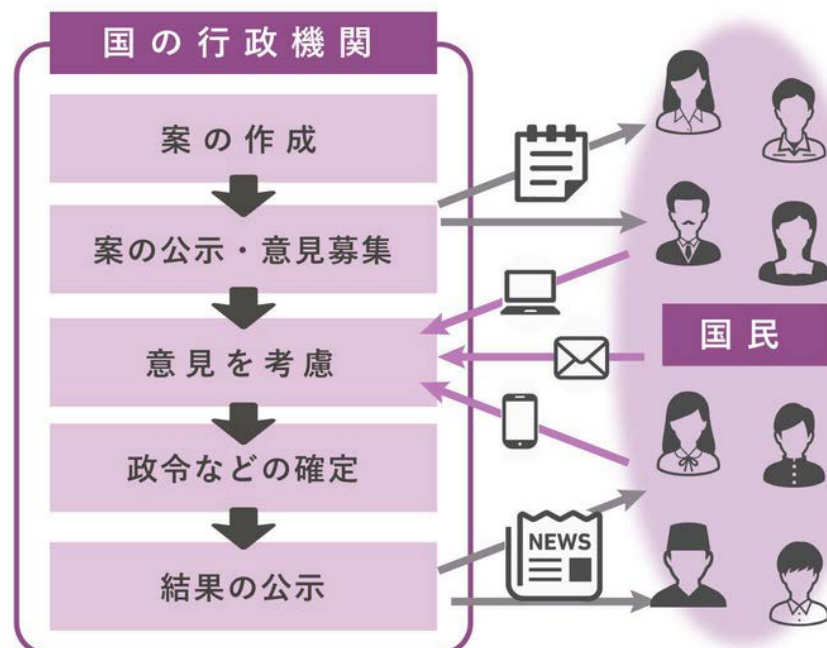 国の行政機関
案の作成
案の公示・意見募集
意見を考慮
政令などの確定
結果の公示
国民
NEWS